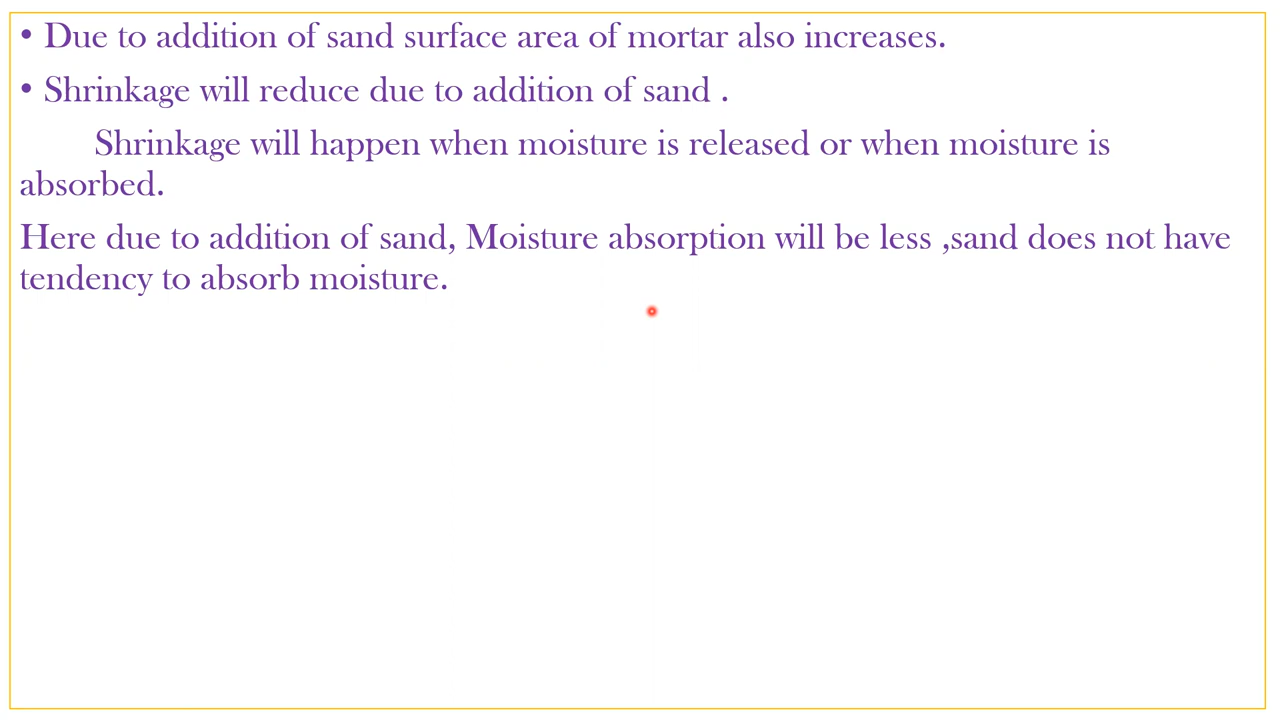 • Due to addition of sand surface area of mortar also increases.
• Shrinkage will reduce due to addition of sand .
Shrinkage will happen when moisture is released or when moisture is
absorbed.
Here due to addition of sand, Moisture absorption will be less ,sand does not have
tendency to absorb moisture.